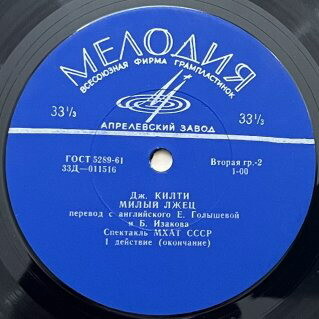 МЕЛОДИЯ
ВСЕСОЮЗНАЯ ФИРМА ГРАМПЛАСТИНОК
33⅓ 33⅓
АПРЕЛЕВСКИЙ ЗАВОД
ГОСТ 5289-61 Вторая гр.-2
33Д—011516 1-00
Дж. КИЛТИ
МИЛЫЙ ЛЖЕЦ
перевод с английского Е. Голышевой
и Б. Изакова
Спектакль МХАТ СССР
1 действие (окончание)